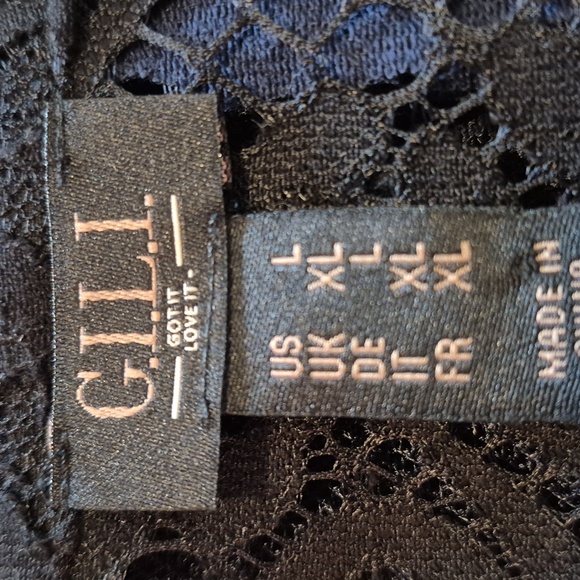 G.I.L.I.
GOT IT
LOVE IT.
US L
UK XL
DE L
IT XL
FR XL
MADE IN